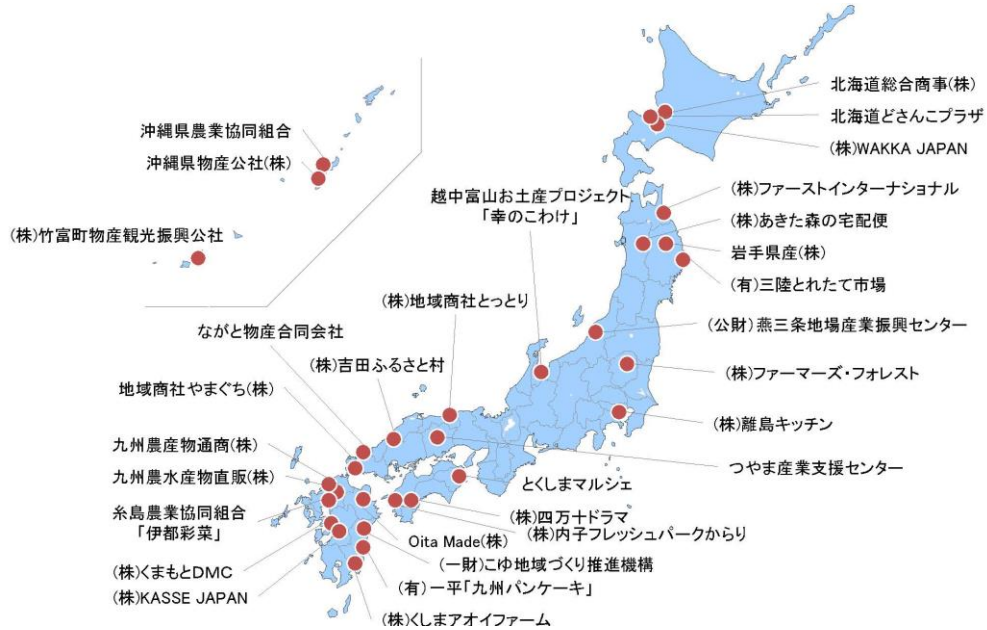 北海道総合商事(株)
北海道どさんこプラザ
(株)WAKKA JAPAN
沖縄県農業協同組合
沖縄県物産公社(株)
(株)竹富町物産観光振興公社
越中富山お土産プロジェクト
「幸のこわけ」
(株)ファーストインターナショナル
(株)あきた森の宅配便
岩手県産(株)
(有)三陸とれたて市場
(株)地域商社とっとり
ながと物産合同会社
(公財)燕三条地場産業振興センター
(株)吉田ふるさと村
(株)ファーマーズ・フォレスト
地域商社やまぐち(株)
(株)離島キッチン
九州農産物通商(株)
つやま産業支援センター
九州農水産物直販(株)
とくしまマルシェ
糸島農業協同組合
「伊都彩菜」
(株)四万十ドラマ
(株)内子フレッシュパークからり
Oita Made(株)
(一財)こゆ地域づくり推進機構
(株)くまもとDMC
(有)一平「九州パンケーキ」
(株)KASSE JAPAN
(株)くしまアオイファーム